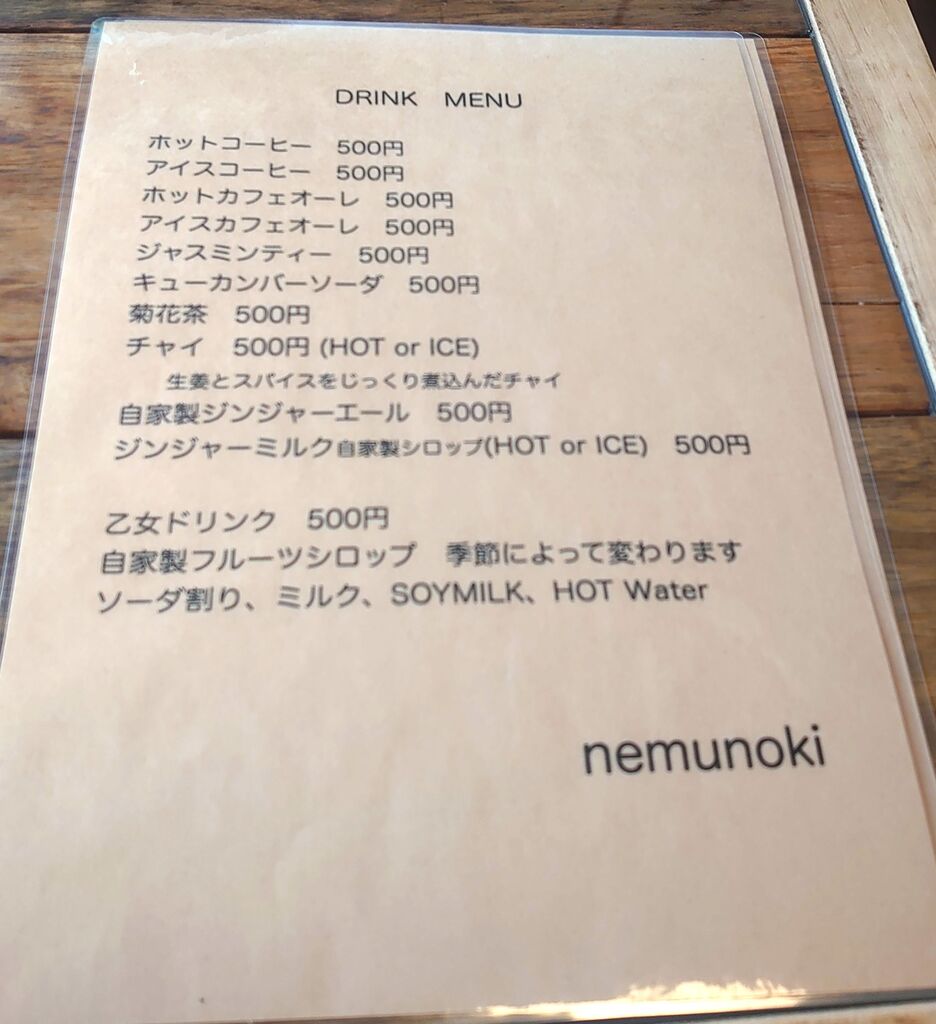 DRINK MENU
ホットコーヒー 500円
アイスコーヒー 500円
ホットカフェオーレ 500円
アイスカフェオーレ 500円
ジャスミンティー 500円
キューカンバーソーダ 500円
菊花茶 500円
チャイ 500円 (HOT or ICE)
生姜とスパイスをじっくり煮込んだチャイ
自家製ジンジャーエール 500円
ジンジャーミルク自家製シロップ(HOT or ICE) 500円
乙女ドリンク 500円
自家製フルーツシロップ 季節によって変わります
ソーダ割り、ミルク、SOYMILK、HOT Water
nemunoki